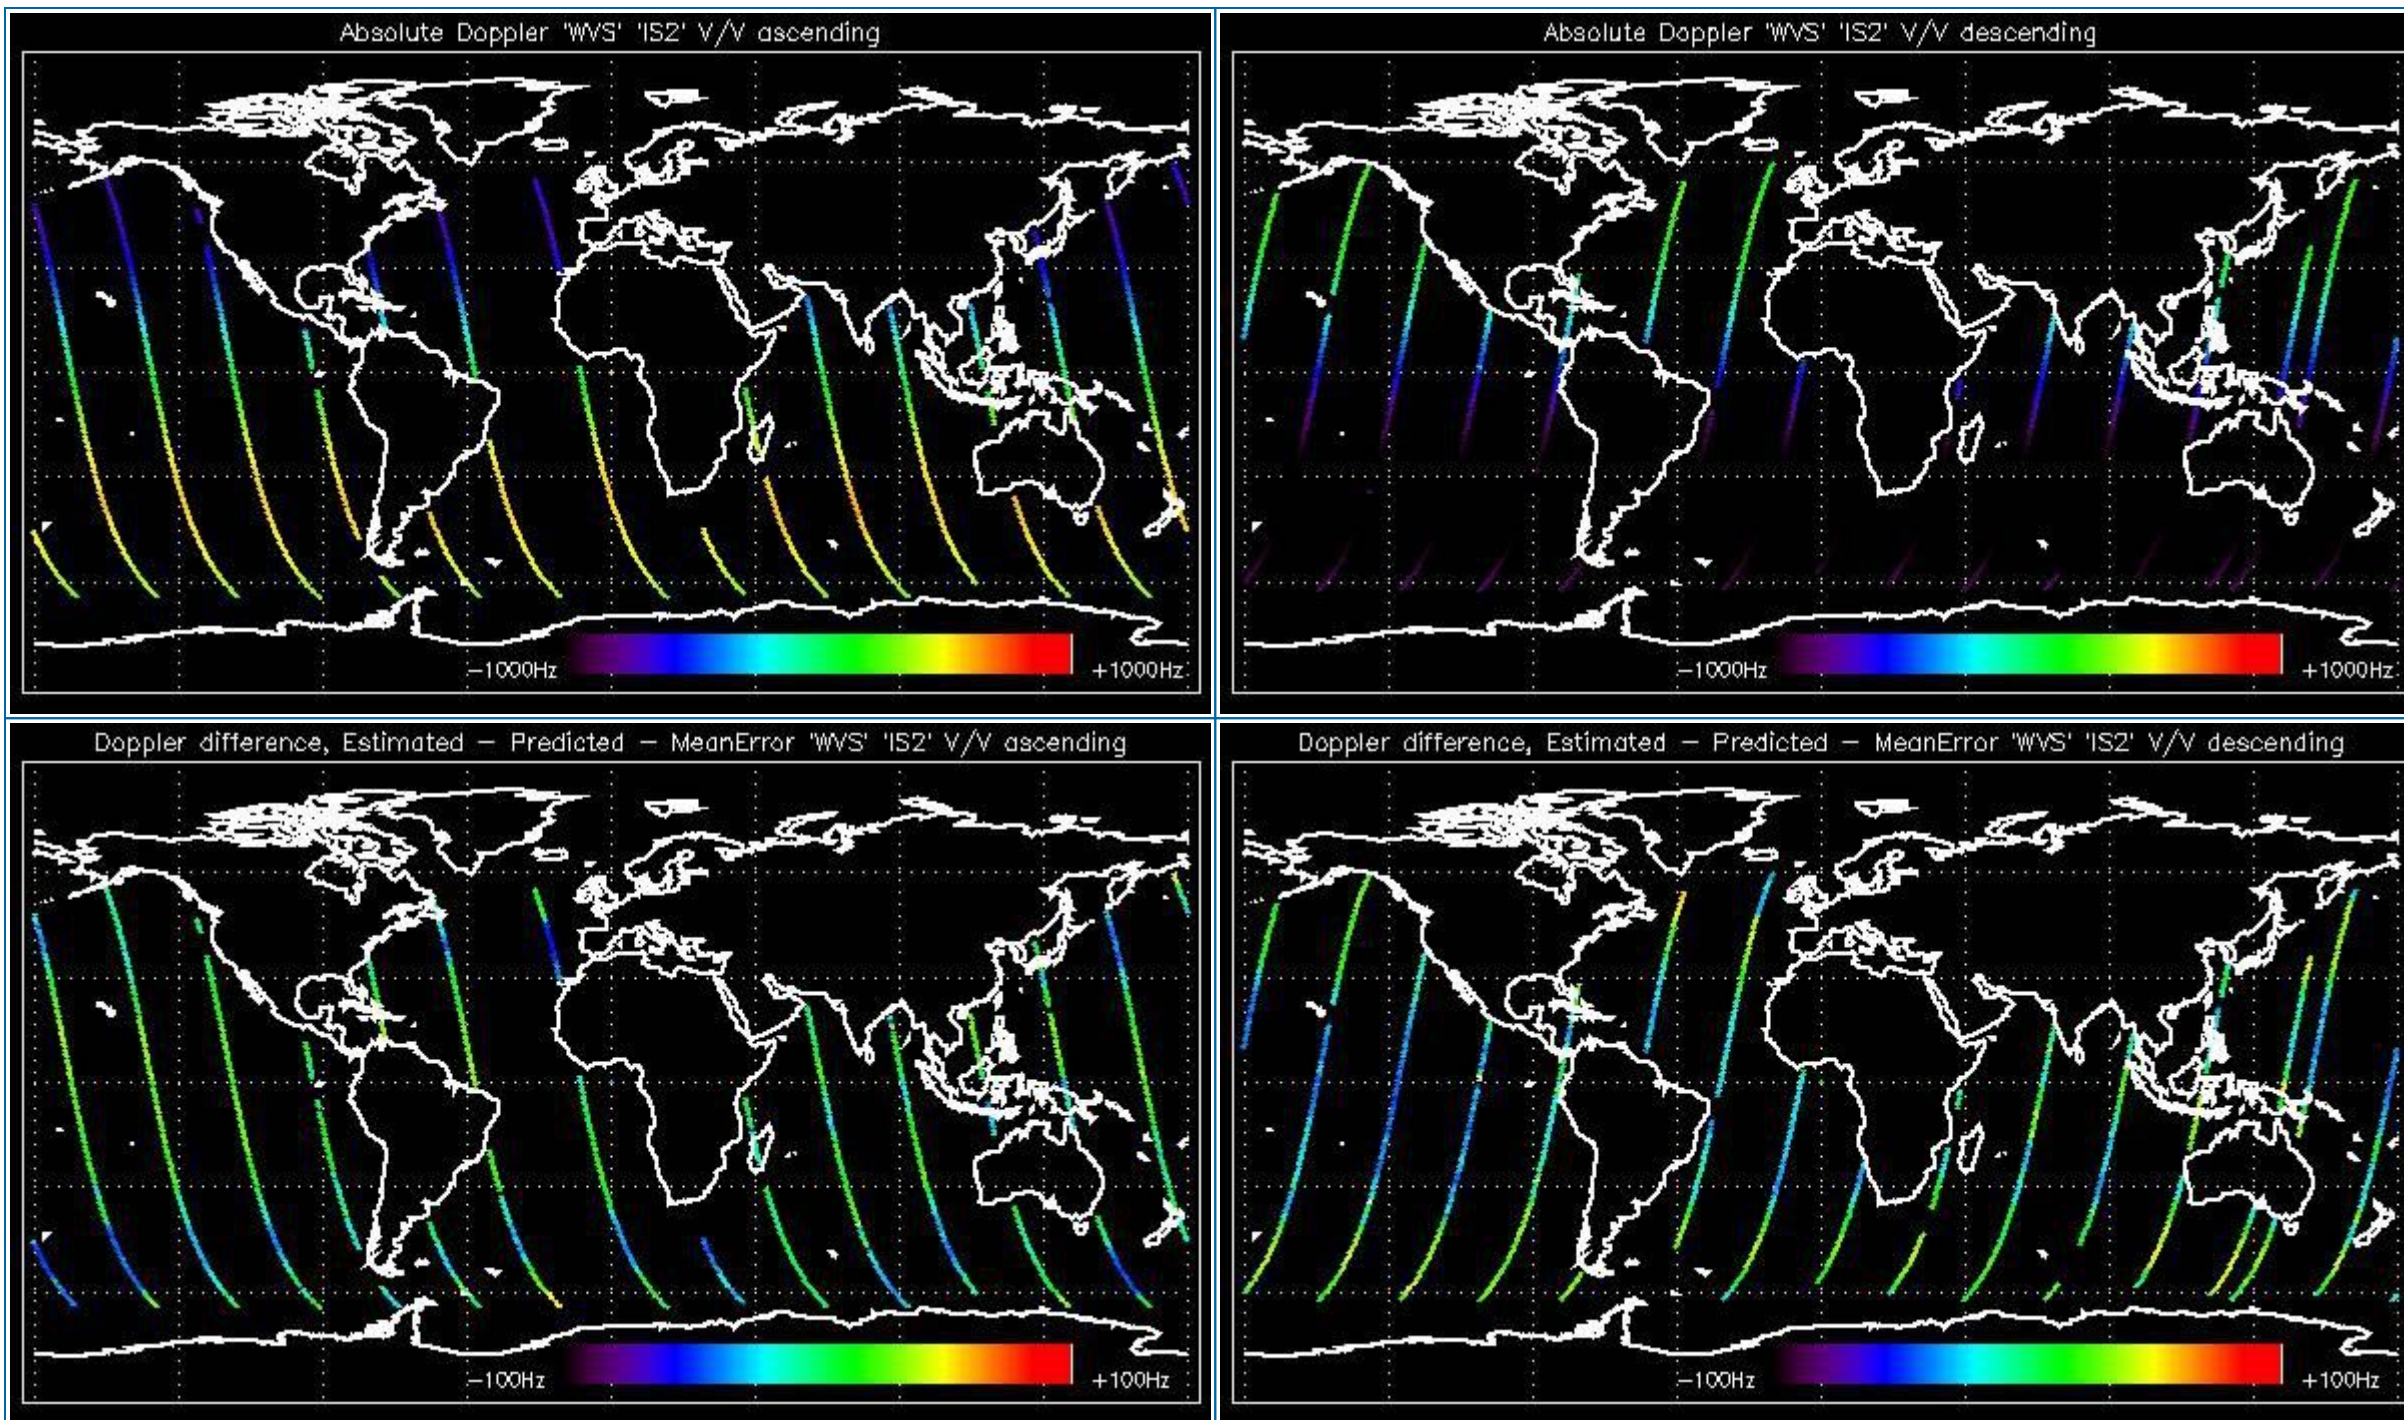 Absolute Doppler 'WVS' 'IS2' V/V ascending
-1000Hz
+1000Hz
Absolute Doppler 'WVS' 'IS2' V/V descending
-1000Hz
+1000Hz
Doppler difference, Estimated - Predicted - MeanError 'WVS' 'IS2' V/V ascending
-100Hz
+100Hz
Doppler difference, Estimated - Predicted - MeanError 'WVS' 'IS2' V/V descending
-100Hz
+100Hz